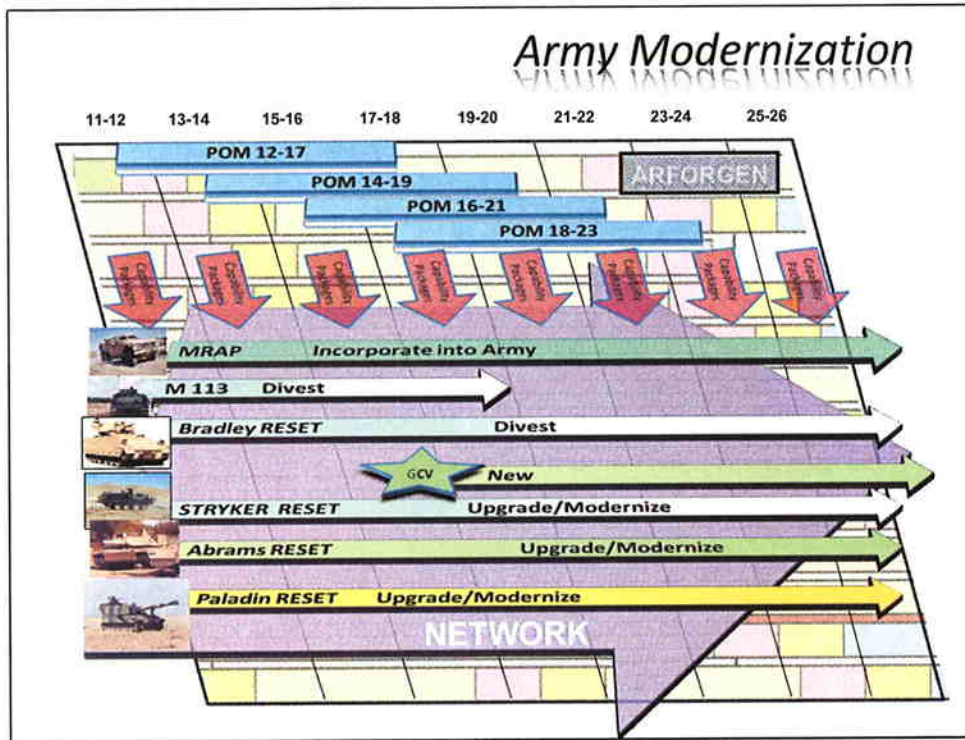 Army Modernization
11-12 13-14 15-16 17-18 19-20 21-22 23-24 25-26
POM 12-17
ARFORGEN
POM 14-19
POM 16-21
POM 18-23
Capability Packages
Capability Packages
Capability Packages
Capability Packages
Capability Packages
Capability Packages
Capability Packages
Capability Packages
MRAP Incorporate into Army
M 113 Divest
Bradley RESET Divest
GCV New
STRYKER RESET Upgrade/Modernize
Abrams RESET Upgrade/Modernize
Paladin RESET Upgrade/Modernize
NETWORK